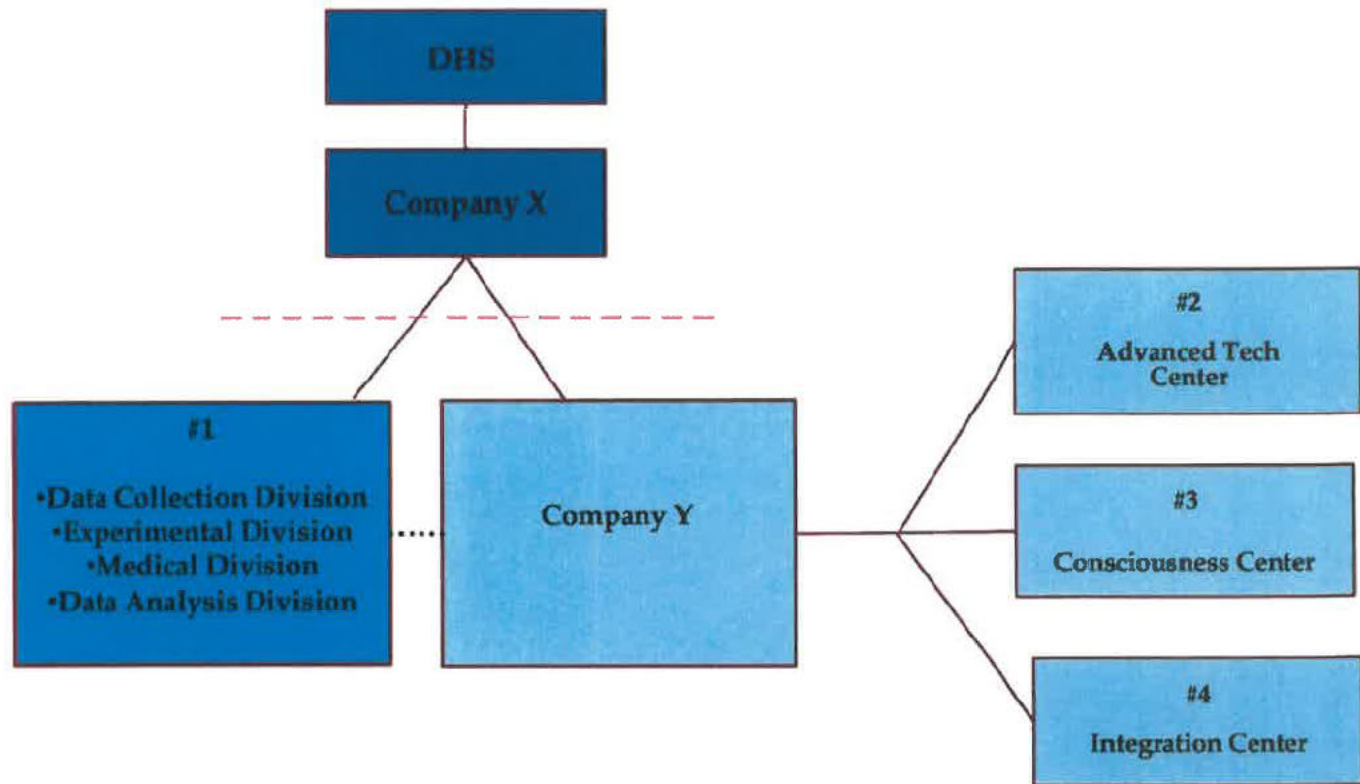 DHS
Company X
#1
•Data Collection Division
•Experimental Division
•Medical Division
•Data Analysis Division
Company Y
#2
Advanced Tech
Center
#3
Consciousness Center
#4
Integration Center